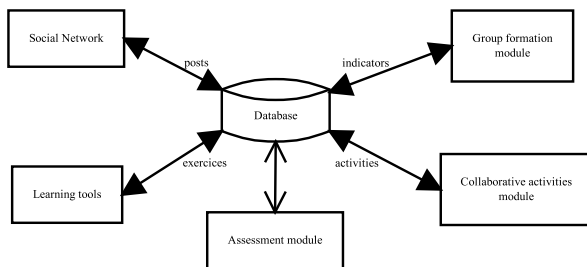 Social Network
Group formation
module
posts
indicators
Database
exercices
activities
Learning tools
Collaborative activities
module
Assessment module